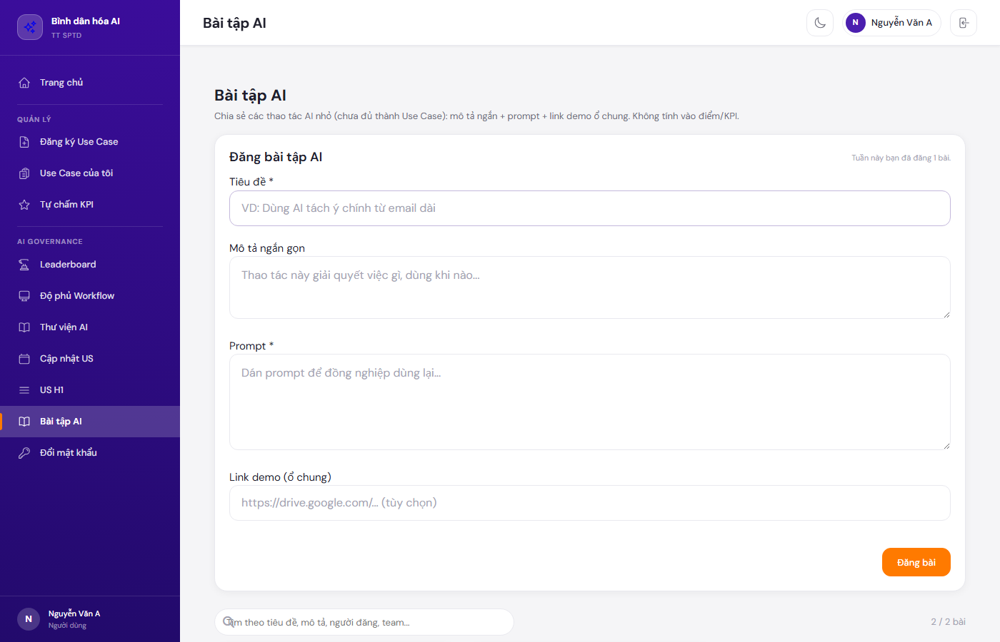 Bình dân hóa AI
TT SPTD
Trang chủ
QUẢN LÝ
Đăng ký Use Case
Use Case của tôi
Tự chấm KPI
AI GOVERNANCE
Leaderboard
Độ phủ Workflow
Thư viện AI
Cập nhật US
US H1
Bài tập AI
Đổi mật khẩu
N
Nguyễn Văn A
Người dùng
Bài tập AI
N
Nguyễn Văn A
Bài tập AI
Chia sẻ các thao tác AI nhỏ (chưa đủ thành Use Case): mô tả ngắn + prompt + link demo ổ chung. Không tính vào điểm/KPI.
Đăng bài tập AI
Tuần này bạn đã đăng 1 bài.
Tiêu đề *
VD: Dùng AI tách ý chính từ email dài
Mô tả ngắn gọn
Thao tác này giải quyết việc gì, dùng khi nào...
Prompt *
Dán prompt để đồng nghiệp dùng lại...
Link demo (ổ chung)
https://drive.google.com/... (tùy chọn)
Đăng bài
Tìm theo tiêu đề, mô tả, người đăng, team...
2 / 2 bài